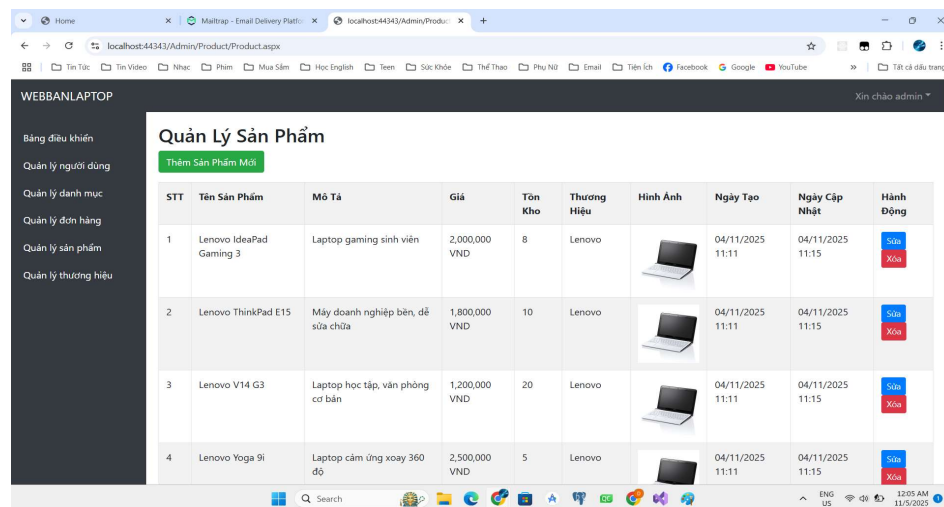 Home
Mailtrap - Email Delivery Platfo
localhost:44343/Admin/Produc
localhost:44343/Admin/Product/Product.aspx
Tin Tức Tin Video Nhạc Phim Mua Sắm Học English Teen Sức Khỏe Thể Thao Phụ Nữ Email Tiện Ích Facebook Google YouTube » Tất cả dấu trang
WEBBANLAPTOP
Xin chào admin
Bảng điều khiển
Quản lý người dùng
Quản lý danh mục
Quản lý đơn hàng
Quản lý sản phẩm
Quản lý thương hiệu
Quản Lý Sản Phẩm
Thêm Sản Phẩm Mới
STT Tên Sản Phẩm Mô Tả Giá Tồn Thương Hình Ảnh Ngày Tạo Ngày Cập Hành
Kho Hiệu Nhật Động
1 Lenovo IdeaPad Laptop gaming sinh viên 2,000,000 8 Lenovo 04/11/2025 04/11/2025 Sửa
Gaming 3 VND 11:11 11:15 Xóa
2 Lenovo ThinkPad E15 Máy doanh nghiệp bền, dễ 1,800,000 10 Lenovo 04/11/2025 04/11/2025 Sửa
sửa chữa VND 11:11 11:15 Xóa
3 Lenovo V14 G3 Laptop học tập, văn phòng 1,200,000 20 Lenovo 04/11/2025 04/11/2025 Sửa
cơ bản VND 11:11 11:15 Xóa
4 Lenovo Yoga 9i Laptop cảm ứng xoay 360 2,500,000 5 Lenovo 04/11/2025 04/11/2025 Sửa
độ VND 11:11 11:15 Xóa
Search
ENG 12:05 AM
US 11/5/2025